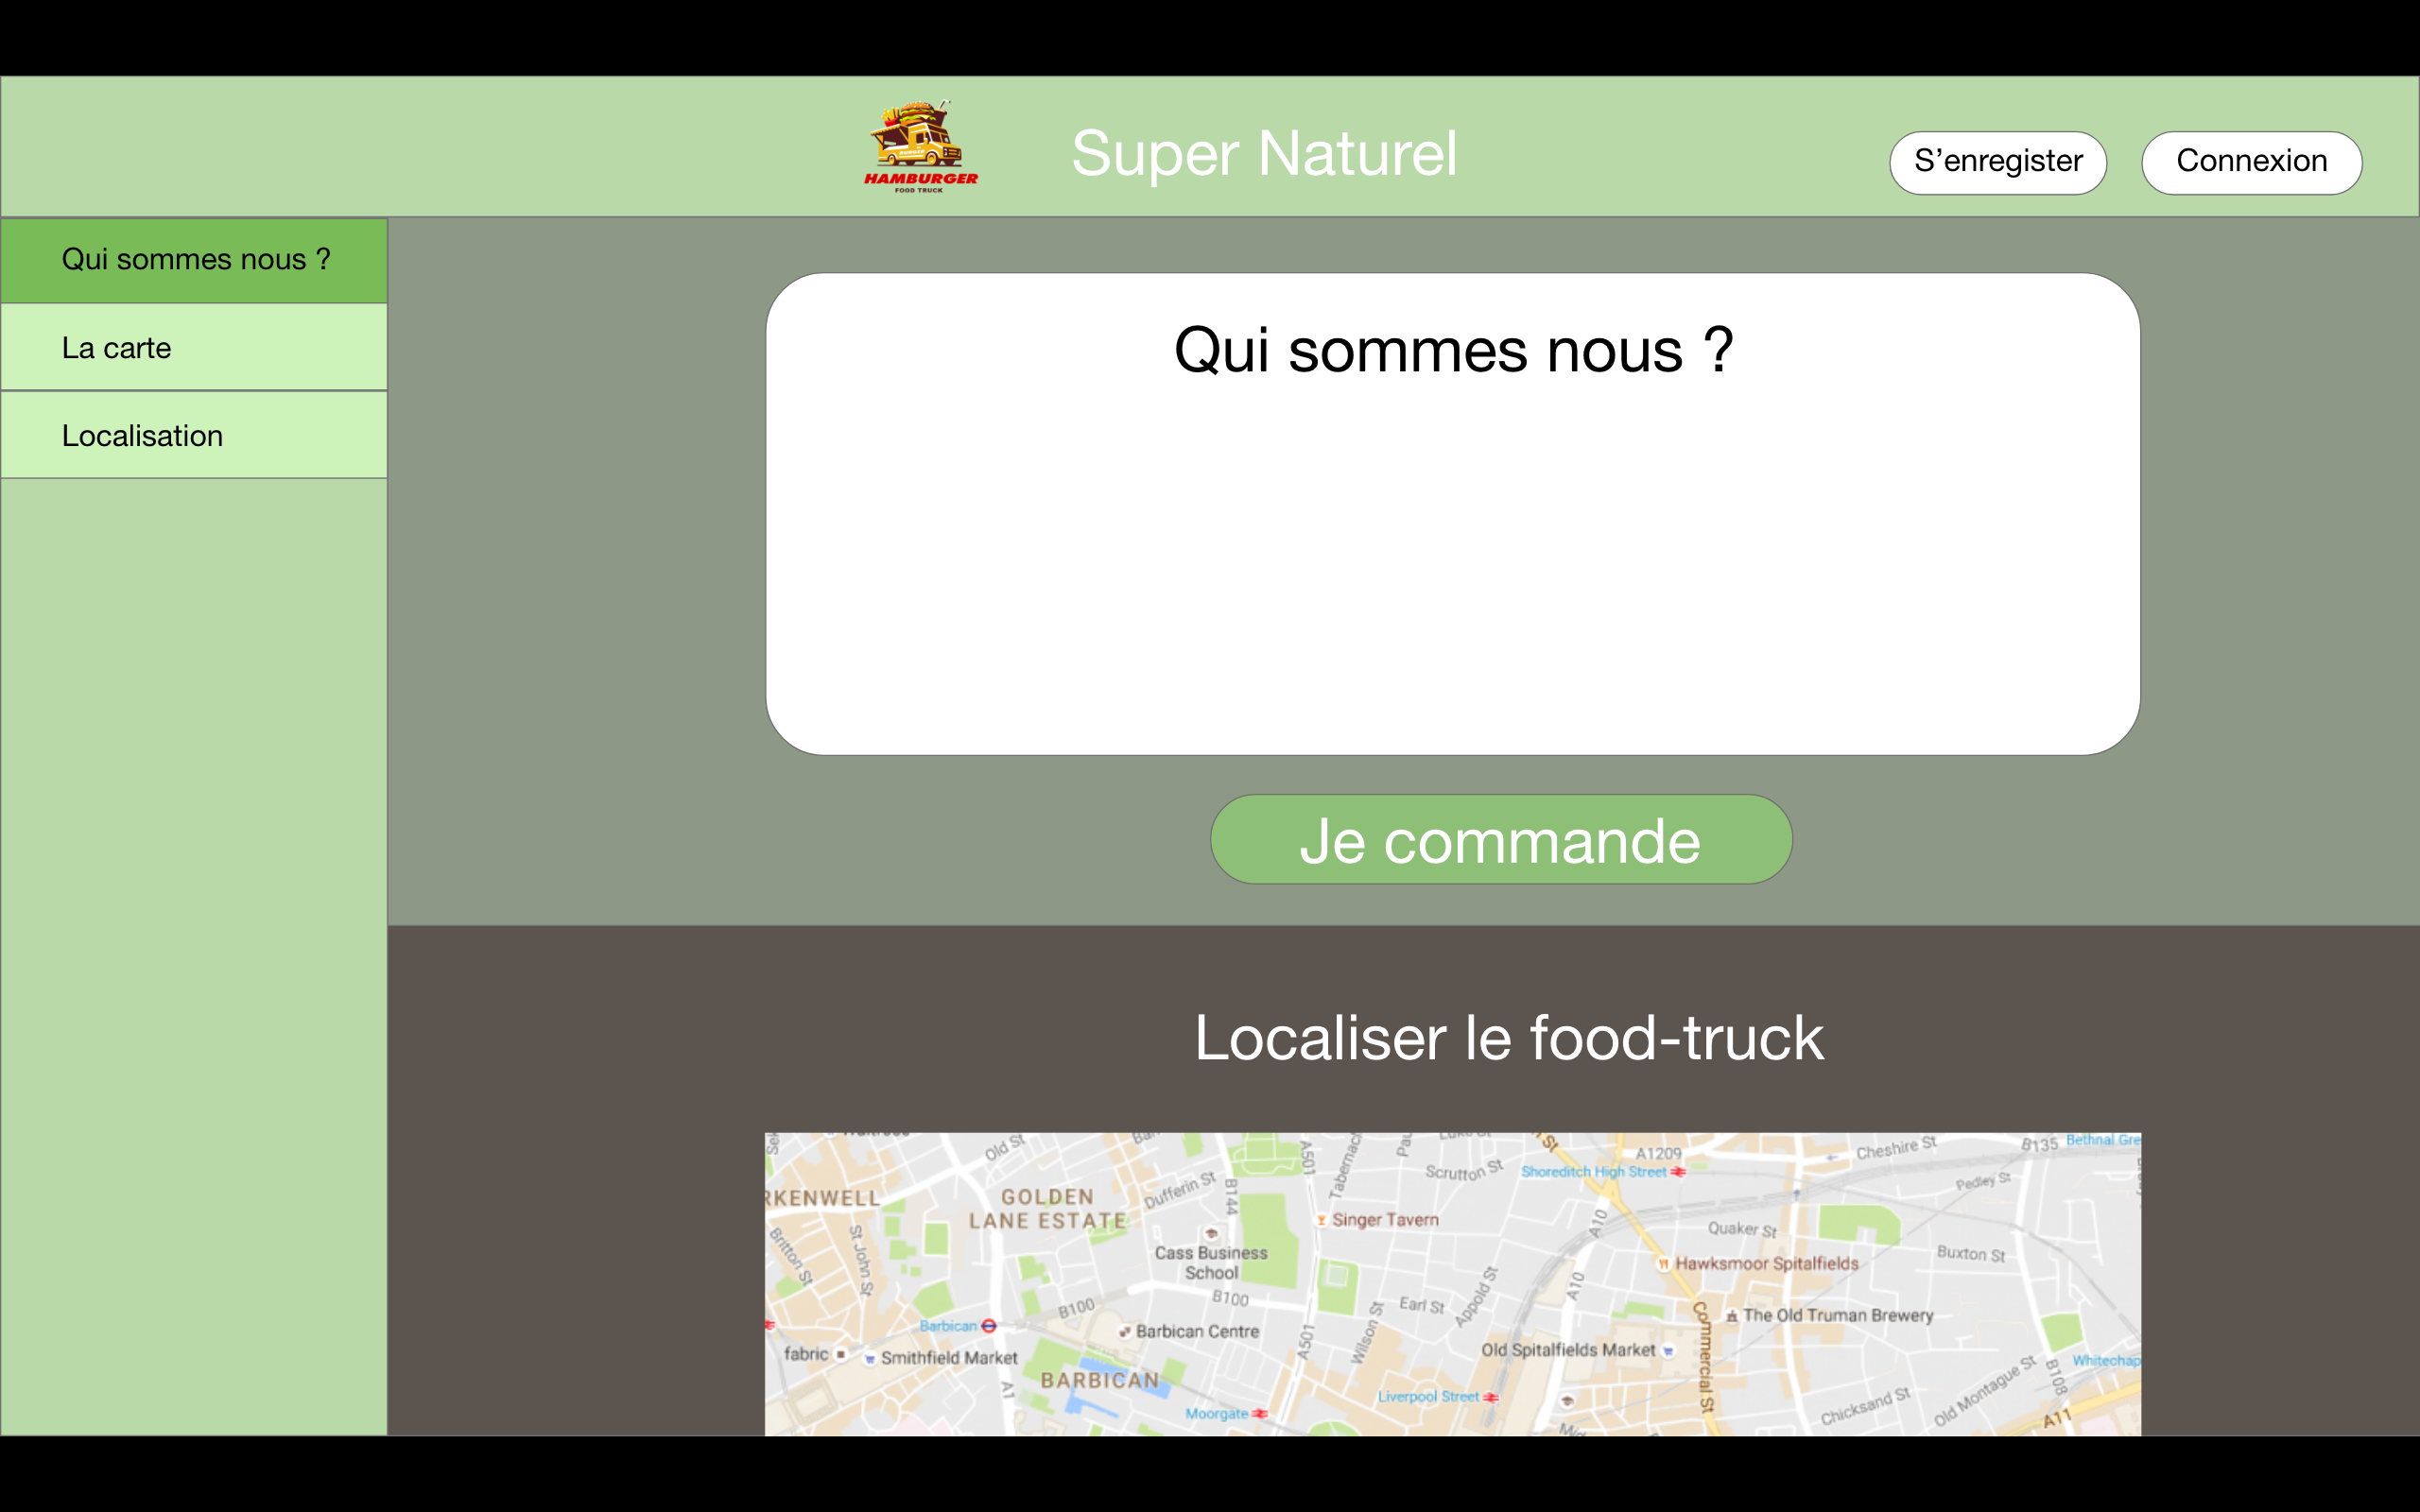 BURGER
HAMBURGER
FOOD TRUCK
Super Naturel
S’enregister
Connexion
Qui sommes nous ?
La carte
Localisation
Qui sommes nous ?
Je commande
Localiser le food-truck
Old St
A501
Scrutton St
Shoreditch High Street
A1209
Cheshire St
B135
Bethnal Gre
RKENWELL
GOLDEN
LANE ESTATE
Dufferin St
B144
Tabernac
Pedley St
Singer Tavern
A10
Quaker St
Britton St
St John St
Cass Business
School
Hawksmoor Spitalfields
Buxton St
B100
B100
Earl St
Appold St
A10
Barbican
Barbican Centre
A501
Wilson St
The Old Truman Brewery
Commercial St
fabric
Smithfield Market
Old Spitalfields Market
Whitechap
BARBICAN
A1
Liverpool Street
Old Montague St
B108
Moorgate
Chicksand St
A11